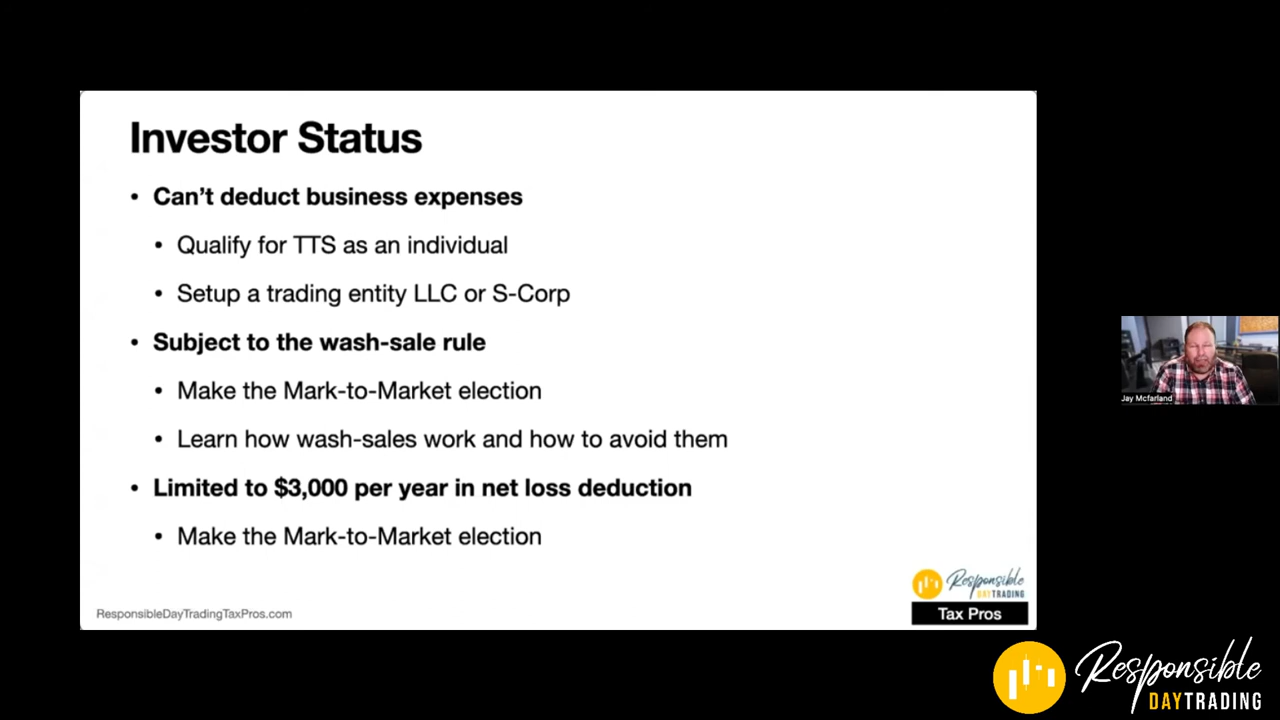 Investor Status
• Can't deduct business expenses
• Qualify for TTS as an individual
• Setup a trading entity LLC or S-Corp
• Subject to the wash-sale rule
• Make the Mark-to-Market election
• Learn how wash-sales work and how to avoid them
• Limited to $3,000 per year in net loss deduction
• Make the Mark-to-Market election
ResponsibleDayTradingTaxPros.com
Responsible
DAYTRADING
Tax Pros
Jay Mcfarland
Responsible
DAYTRADING